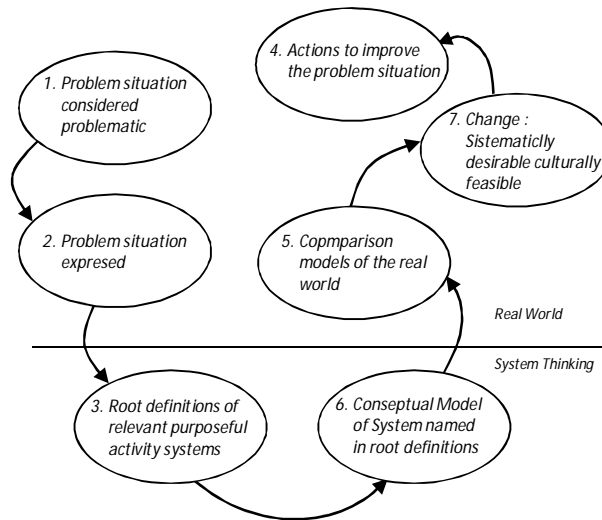 1. Problem situation
considered
problematic
2. Problem situation
expresed
3. Root definitions of
relevant purposeful
activity systems
6. Conseptual Model
of System named
in root definitions
5. Copmparison
models of the real
world
7. Change :
Sistematiclly
desirable culturally
feasible
4. Actions to improve
the problem situation
Real World
System Thinking